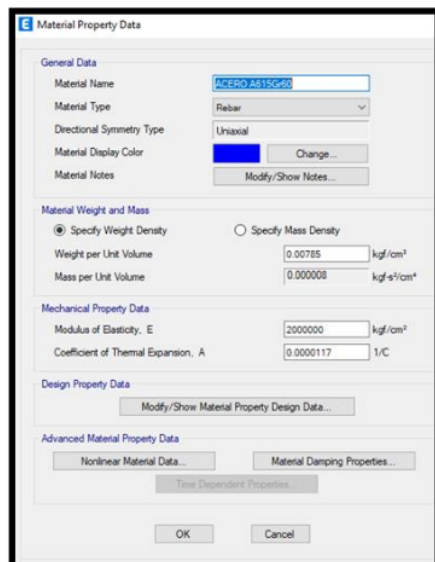 E Material Property Data
General Data
Material Name ACERO A615Gr60
Material Type Rebar
Directional Symmetry Type Uniaxial
Material Display Color Change...
Material Notes Modify/Show Notes...
Material Weight and Mass
Specify Weight Density Specify Mass Density
Weight per Unit Volume 0.00785 kgf/cm³
Mass per Unit Volume 0.000008 kgf-s²/cm⁴
Mechanical Property Data
Modulus of Elasticity, E 2000000 kgf/cm²
Coefficient of Thermal Expansion, A 0.0000117 1/C
Design Property Data
Modify/Show Material Property Design Data...
Advanced Material Property Data
Nonlinear Material Data... Material Damping Properties...
Time Dependent Properties...
OK Cancel